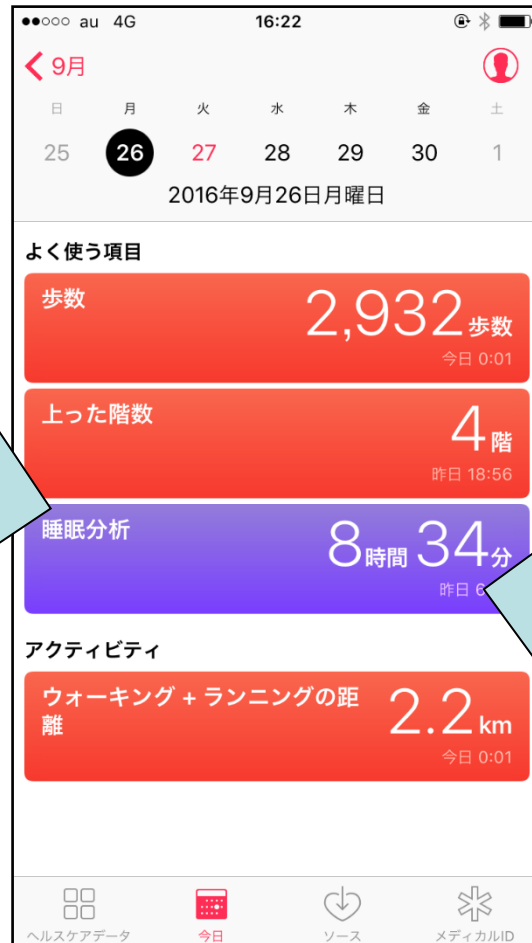 au 4G 16:22
9月
日 月 火 水 木 金 土
25 26 27 28 29 30 1
2016年9月26日月曜日
よく使う項目
歩数
2,932歩数
今日 0:01
上った階数
4階
昨日 18:56
睡眠分析
8時間34分
昨日 6
アクティビティ
ウォーキング + ランニングの距
離
2.2 km
今日 0:01
ヘルスケアデータ 今日 ソース メディカルID